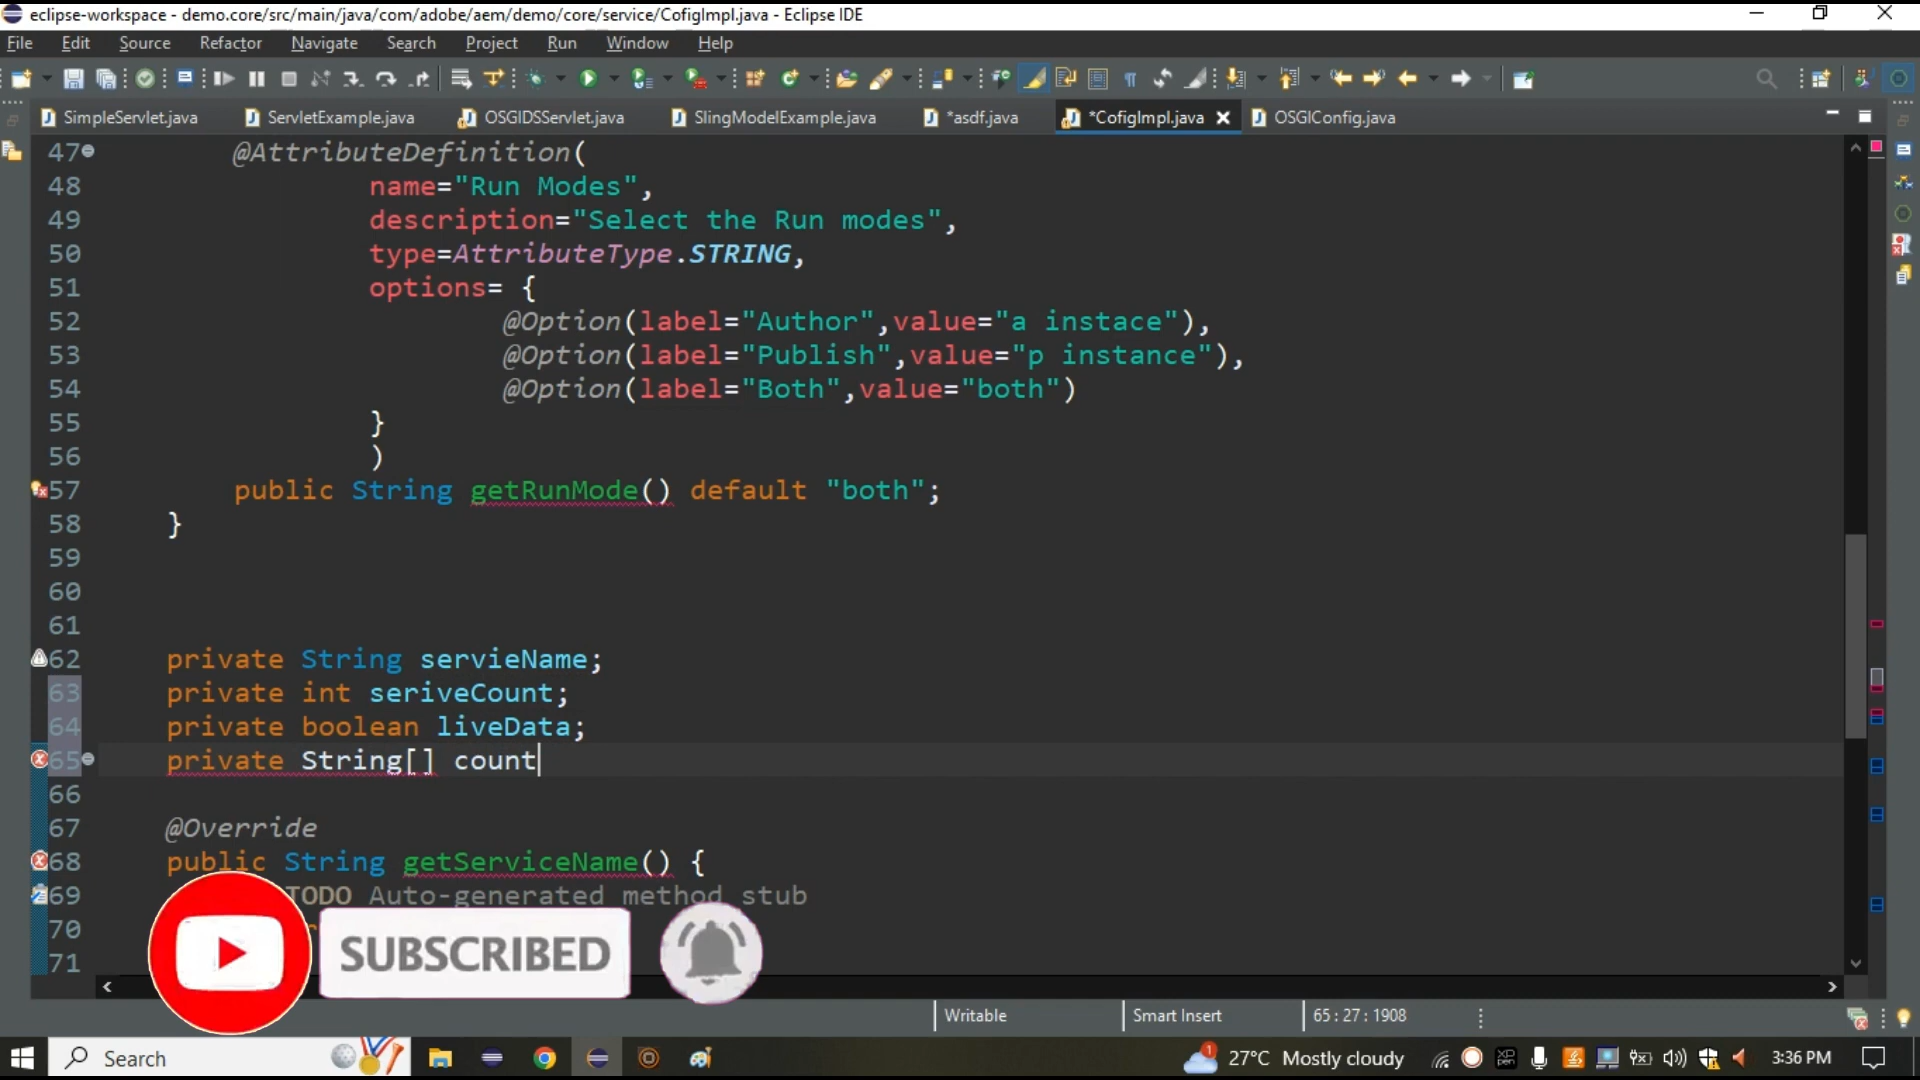 eclipse-workspace - demo.core/src/main/java/com/adobe/aem/demo/core/service/CofigImpl.java - Eclipse IDE
File Edit Source Refactor Navigate Search Project Run Window Help
SimpleServlet.java ServletExample.java OSGIDSServlet.java SlingModelExample.java *asdf.java *CofigImpl.java OSGIConfig.java
47 @AttributeDefinition(
48 name="Run Modes",
49 description="Select the Run modes",
50 type=AttributeType.STRING,
51 options= {
52 @Option(label="Author",value="a instace"),
53 @Option(label="Publish",value="p instance"),
54 @Option(label="Both",value="both")
55 }
56 )
57 public String getRunMode() default "both";
58 }
59
60
61
62 private String servieName;
63 private int seriveCount;
64 private boolean liveData;
65 private String[] count
66
67 @Override
68 public String getServiceName() {
69 TODO Auto-generated method stub
70
71
SUBSCRIBED
Writable Smart Insert 65 : 27 : 1908
Search 1 27°C Mostly cloudy 3:36 PM